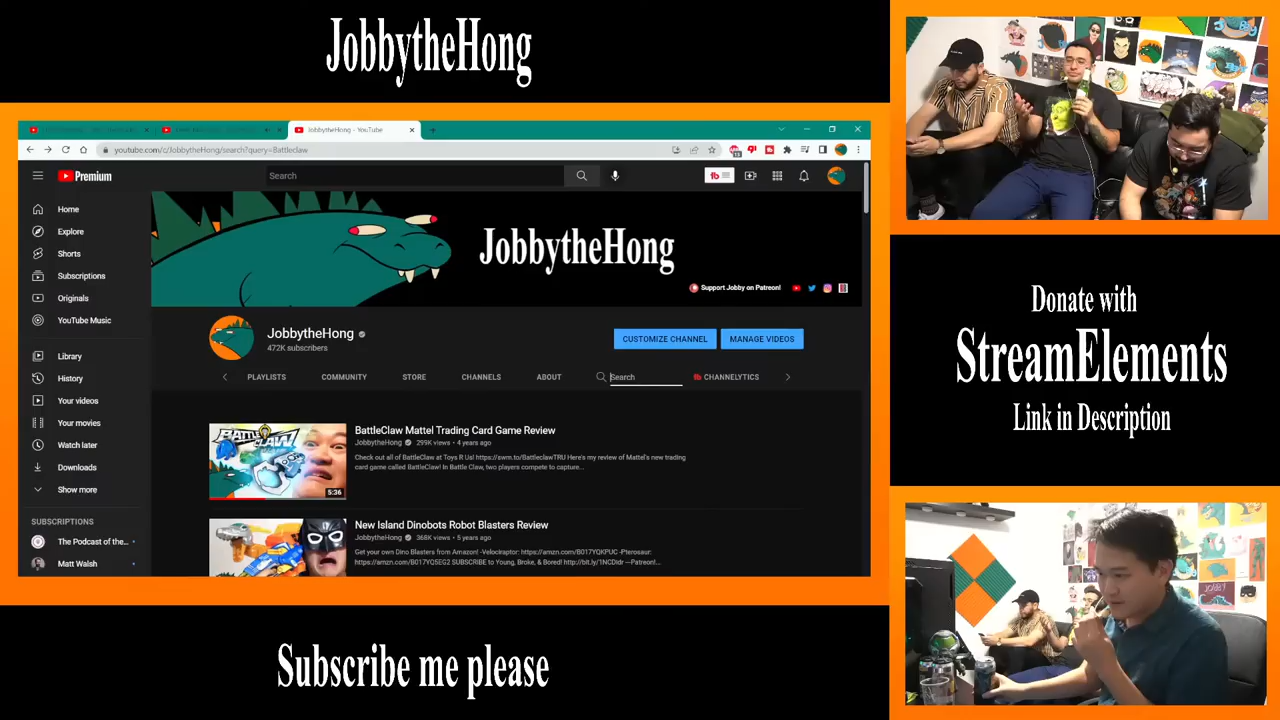 JobbytheHong
JobbytheHong - YouTube
youtube.com/c/JobbytheHong/search?query=Battleclaw
Premium
Search
Home
Explore
Shorts
Subscriptions
Originals
YouTube Music
Library
History
Your videos
Your movies
Watch later
Downloads
Show more
SUBSCRIPTIONS
The Podcast of the...
Matt Walsh
JobbytheHong
Support Jobby on Patreon!
JobbytheHong
472K subscribers
CUSTOMIZE CHANNEL
MANAGE VIDEOS
PLAYLISTS
COMMUNITY
STORE
CHANNELS
ABOUT
Search
CHANNELYTICS
BATTLECLAW
5:36
BattleClaw Mattel Trading Card Game Review
JobbytheHong 299K views • 4 years ago
Check out all of BattleClaw at Toys R Us! https://awm.to/BattleclawTRU Here's my review of Mattel's new trading
card game called BattleClaw! In Battle Claw, two players compete to capture...
New Island Dinobots Robot Blasters Review
JobbytheHong 368K views • 5 years ago
Get your own Dino Blasters from Amazon! -Velociraptor: https://amzn.com/B017YQKPUC -Pterosaur:
https://amzn.com/B017YQSEG2 SUBSCRIBE to Young, Broke, & Bored! http://bit.ly/1NCDidr ---Patreon!...
Donate with
StreamElements
Link in Description
Subscribe me please